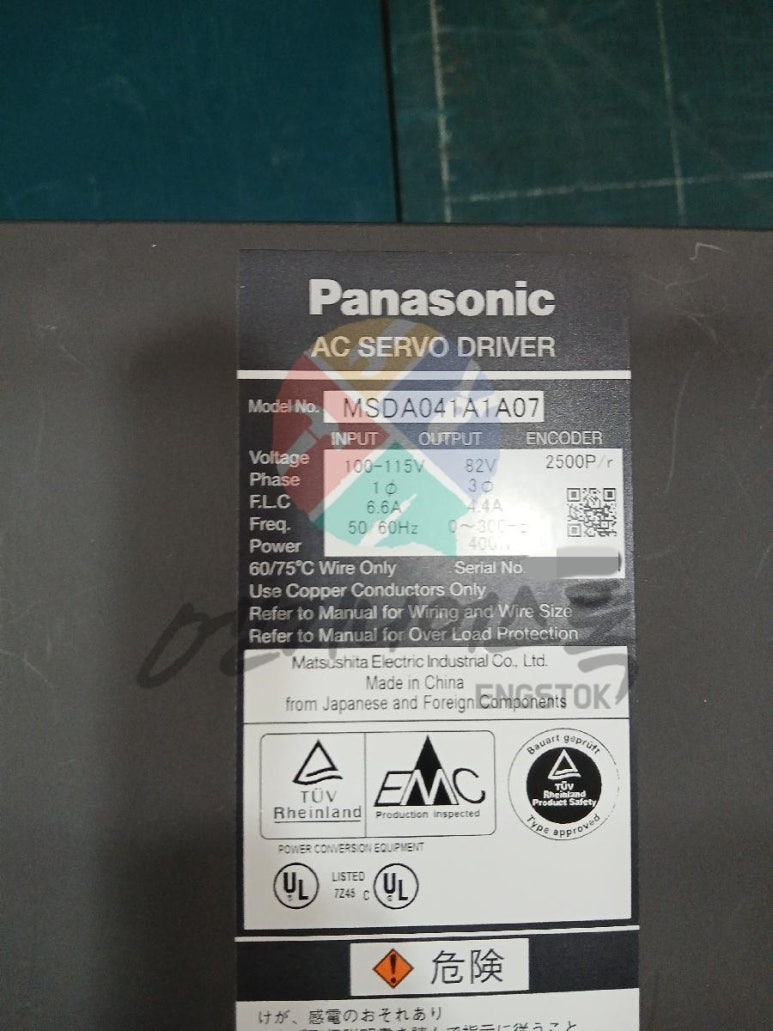 Panasonic
AC SERVO DRIVER
Model No. MSDA041A1A07
INPUT OUTPUT ENCODER
Voltage 100-115V 82V 2500P/r
Phase 1ϕ 3ϕ
F.L.C 6.6A 4.4A
Freq. 50/60Hz
Power 400W
60/75°C Wire Only Serial No.
Use Copper Conductors Only
Refer to Manual for Wiring and Wire Size
Refer to Manual for Over Load Protection
Matsushita Electric Industrial Co., Ltd.
Made in China
ENGSTOK
from Japanese and Foreign Components
TÜV
Rheinland
EMC
Production inspected
Bauart geprüft
TÜV
Rheinland
Product Safety
Type approved
POWER CONVERSION EQUIPMENT
UL LISTED 7Z45 C UL
危険
けが、感電のおそれあり